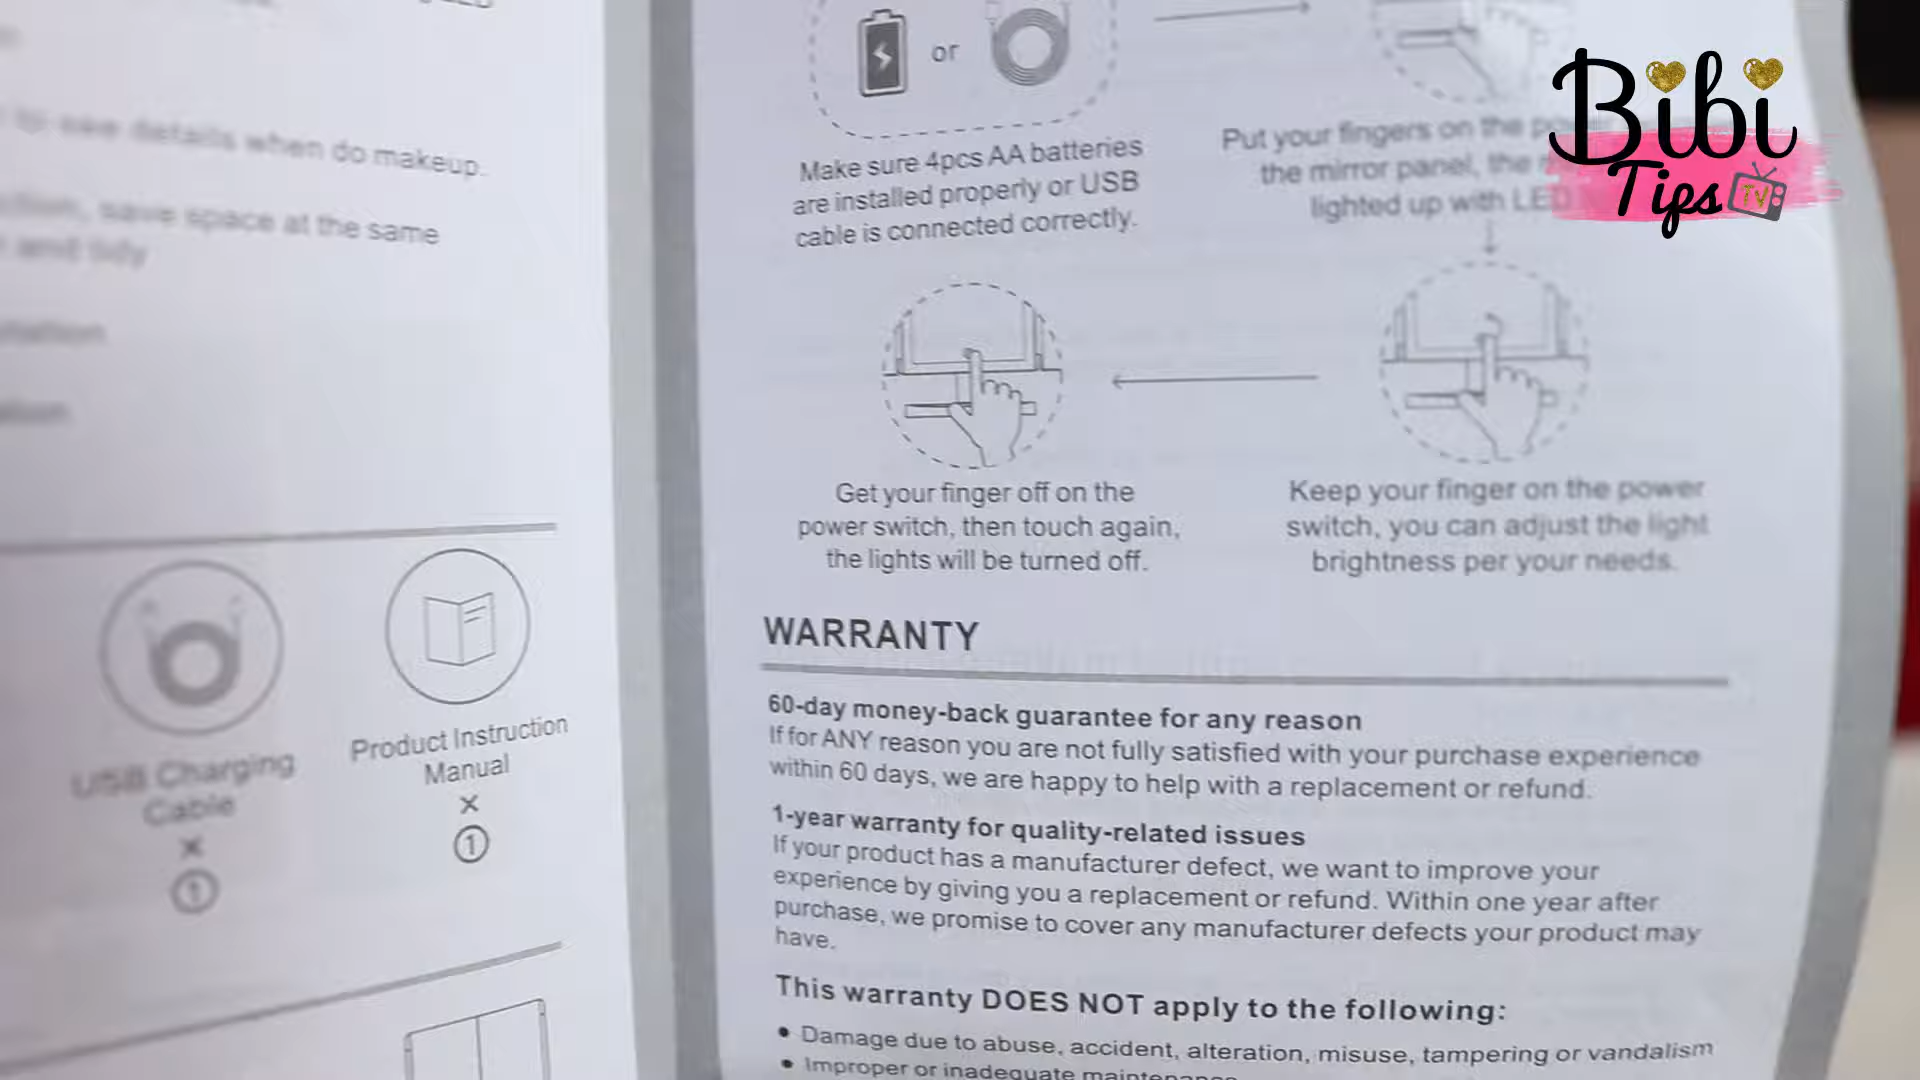 to see details when do makeup.
save space at the same
and tidy
USB Charging
Cable
×
1
Product Instruction
Manual
×
1
or
Make sure 4pcs AA batteries
are installed properly or USB
cable is connected correctly.
Put your fingers on the
the mirror panel, the
lighted up with LED
Get your finger off on the
power switch, then touch again,
the lights will be turned off.
Keep your finger on the power
switch, you can adjust the light
brightness per your needs.
WARRANTY
60-day money-back guarantee for any reason
If for ANY reason you are not fully satisfied with your purchase experience
within 60 days, we are happy to help with a replacement or refund.
1-year warranty for quality-related issues
If your product has a manufacturer defect, we want to improve your
experience by giving you a replacement or refund. Within one year after
purchase, we promise to cover any manufacturer defects your product may
have.
This warranty DOES NOT apply to the following:
• Damage due to abuse, accident, alteration, misuse, tampering or vandalism
• Improper or inadequate maintenance
Bibi
Tips TV